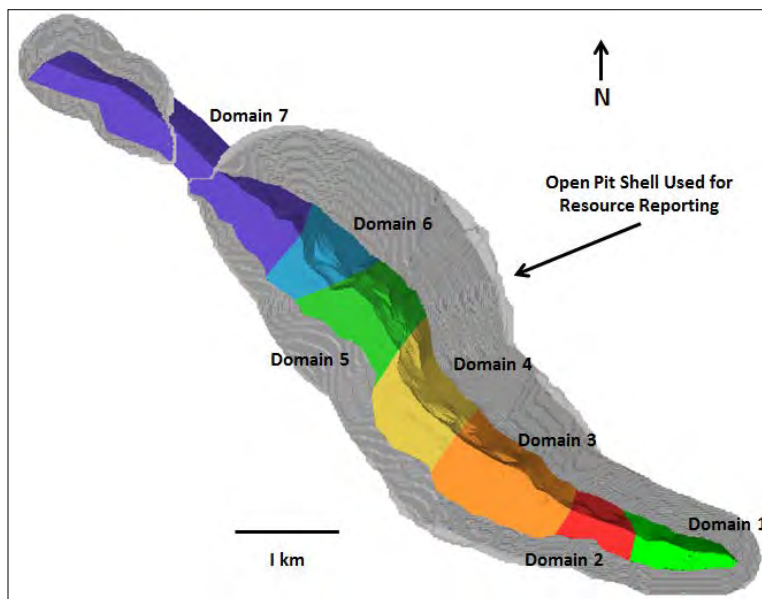 Domain 7
N
Domain 6
Open Pit Shell Used for
Resource Reporting
Domain 5
Domain 4
Domain 3
Domain 1
Domain 2
1 km